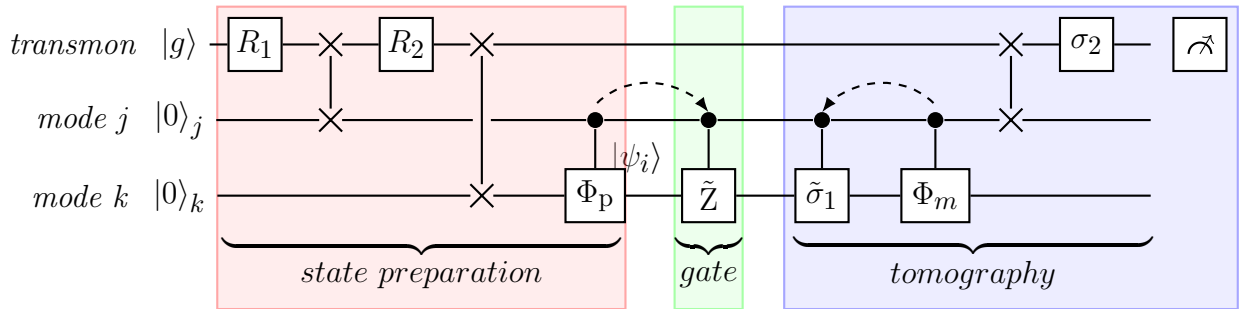 transmon |g⟩ R₁ R₂ σ₂
mode j |0⟩ⱼ
|ψᵢ⟩
mode k |0⟩ₖ Φₚ Z̃ σ̃₁ Φₘ
state preparation gate tomography